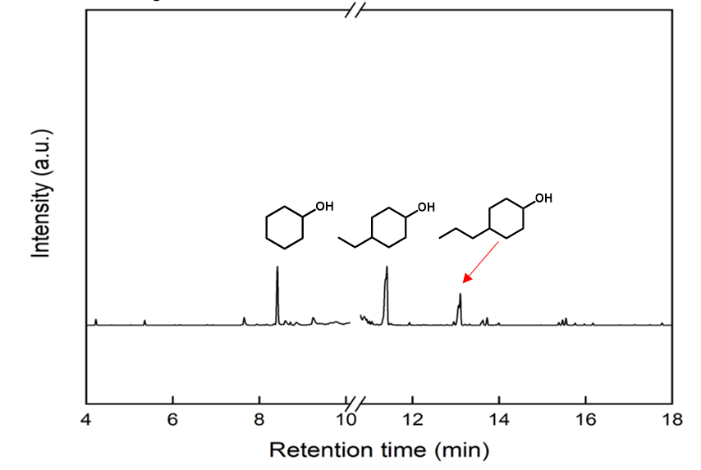 Intensity (a.u.)
OH
OH
OH
4
6
8
10
12
14
16
18
Retention time (min)